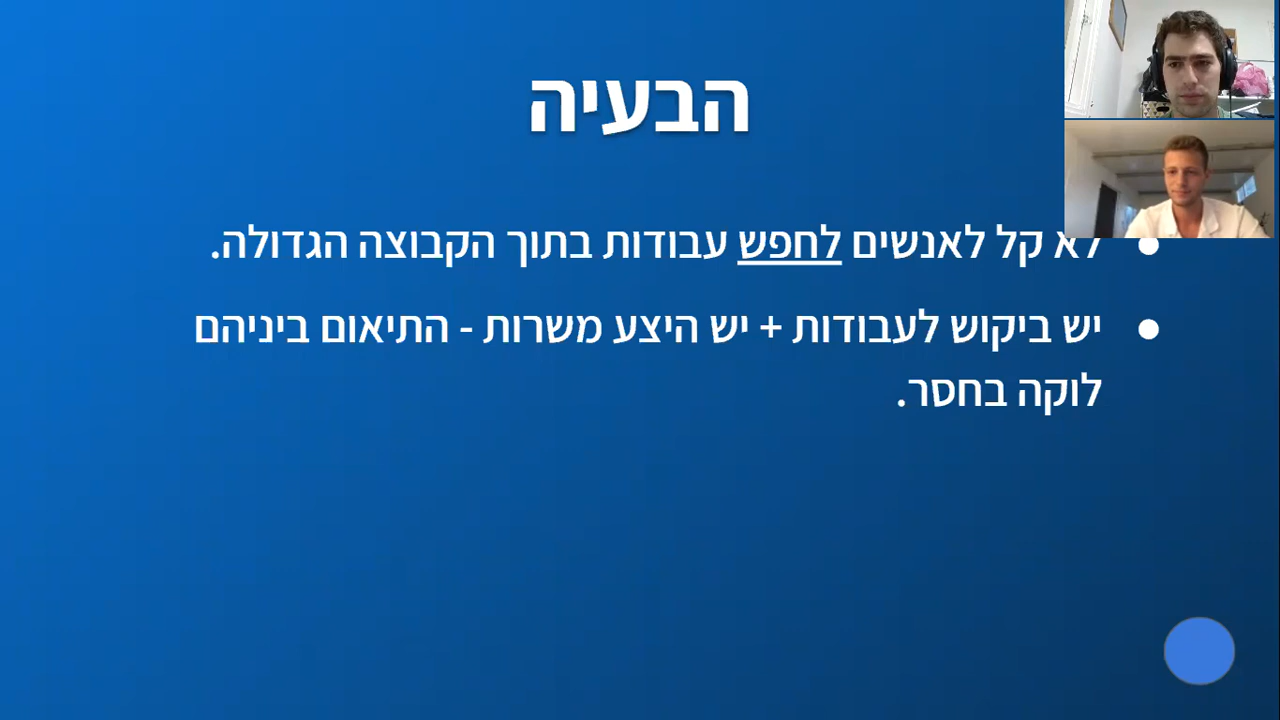 הבעיה
לא קל לאנשים לחפש עבודות בתוך הקבוצה הגדולה.
יש ביקוש לעבודות + יש היצע משרות - התיאום ביניהם
לוקה בחסר.